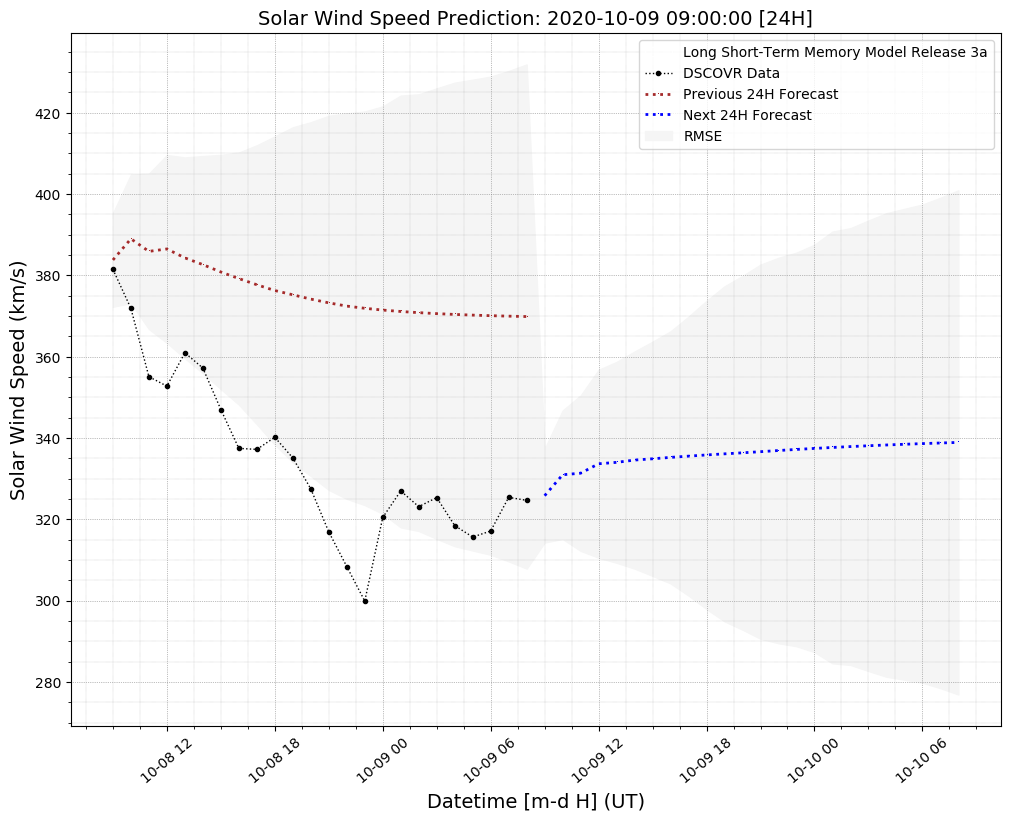 Solar Wind Speed Prediction: 2020-10-09 09:00:00 [24H]
Long Short-Term Memory Model Release 3a
DSCOVR Data
Previous 24H Forecast
Next 24H Forecast
RMSE
Solar Wind Speed (km/s)
420
400
380
360
340
320
300
280
10-08 12
10-08 18
10-09 00
10-09 06
10-09 12
10-09 18
10-10 00
10-10 06
Datetime [m-d H] (UT)